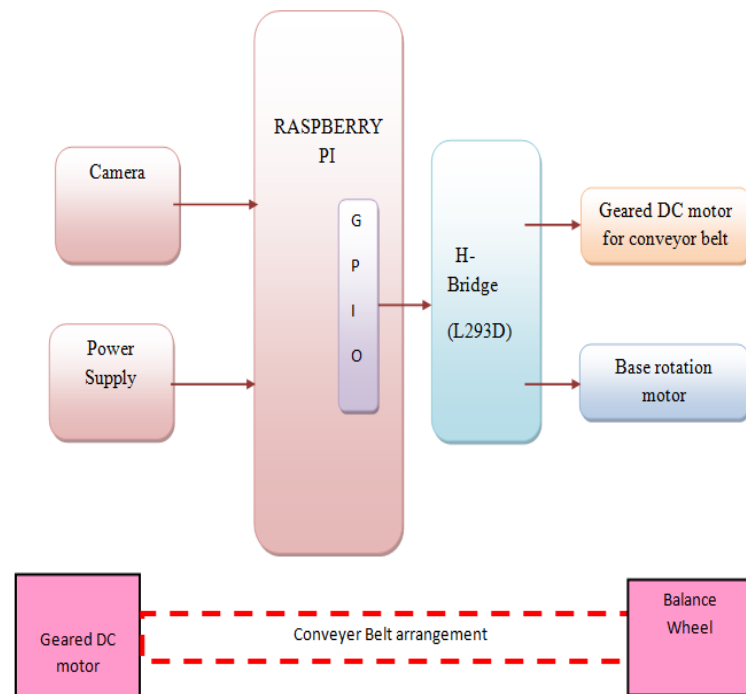 RASPBERRY
PI
Camera
G
P
I
O
Power
Supply
H-
Bridge
(L293D)
Geared DC motor
for conveyor belt
Base rotation
motor
Geared DC
motor
Conveyer Belt arrangement
Balance
Wheel